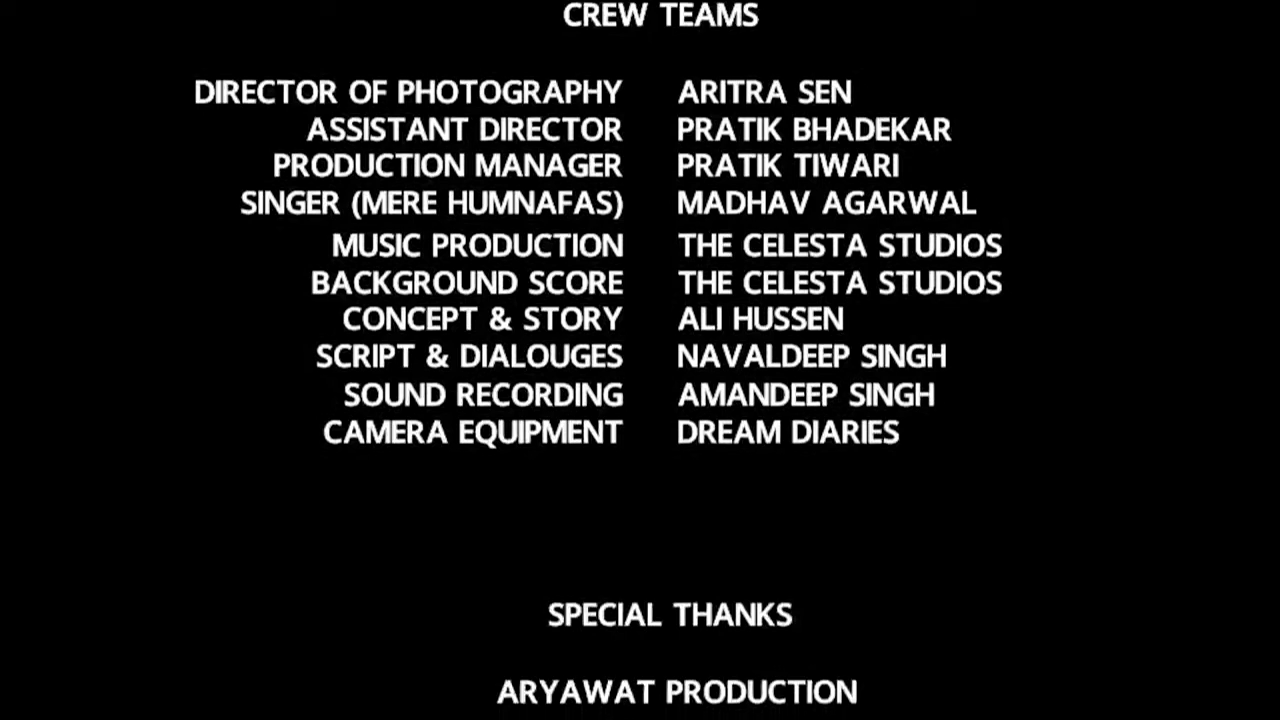 CREW TEAMS
DIRECTOR OF PHOTOGRAPHY ARITRA SEN
ASSISTANT DIRECTOR PRATIK BHADEKAR
PRODUCTION MANAGER PRATIK TIWARI
SINGER (MERE HUMNAFAS) MADHAV AGARWAL
MUSIC PRODUCTION THE CELESTA STUDIOS
BACKGROUND SCORE THE CELESTA STUDIOS
CONCEPT & STORY ALI HUSSEN
SCRIPT & DIALOUGES NAVALDEEP SINGH
SOUND RECORDING AMANDEEP SINGH
CAMERA EQUIPMENT DREAM DIARIES
SPECIAL THANKS
ARYAWAT PRODUCTION